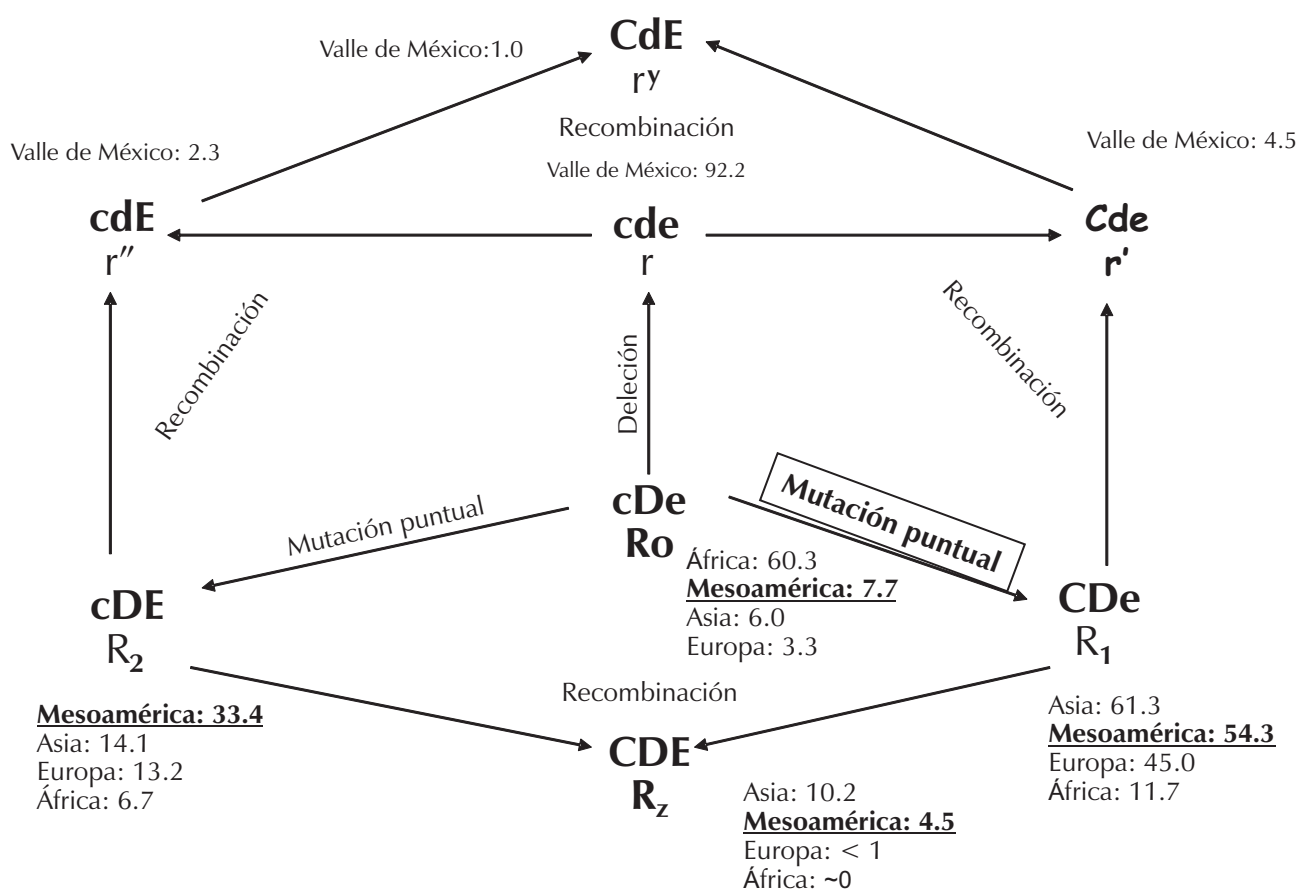 Valle de México:1.0
CdE
rʸ
Recombinación
Valle de México: 2.3
Valle de México: 4.5
Valle de México: 92.2
cdE
r″
cde
r
Cde
r′
Recombinación
Deleción
Recombinación
Mutación puntual
cDe
Ro
Mutación puntual
África: 60.3
Mesoamérica: 7.7
Asia: 6.0
Europa: 3.3
cDE
R₂
CDe
R₁
Mesoamérica: 33.4
Asia: 14.1
Europa: 13.2
África: 6.7
Recombinación
CDE
R_z
Asia: 10.2
Mesoamérica: 4.5
Europa: < 1
África: ~0
Asia: 61.3
Mesoamérica: 54.3
Europa: 45.0
África: 11.7